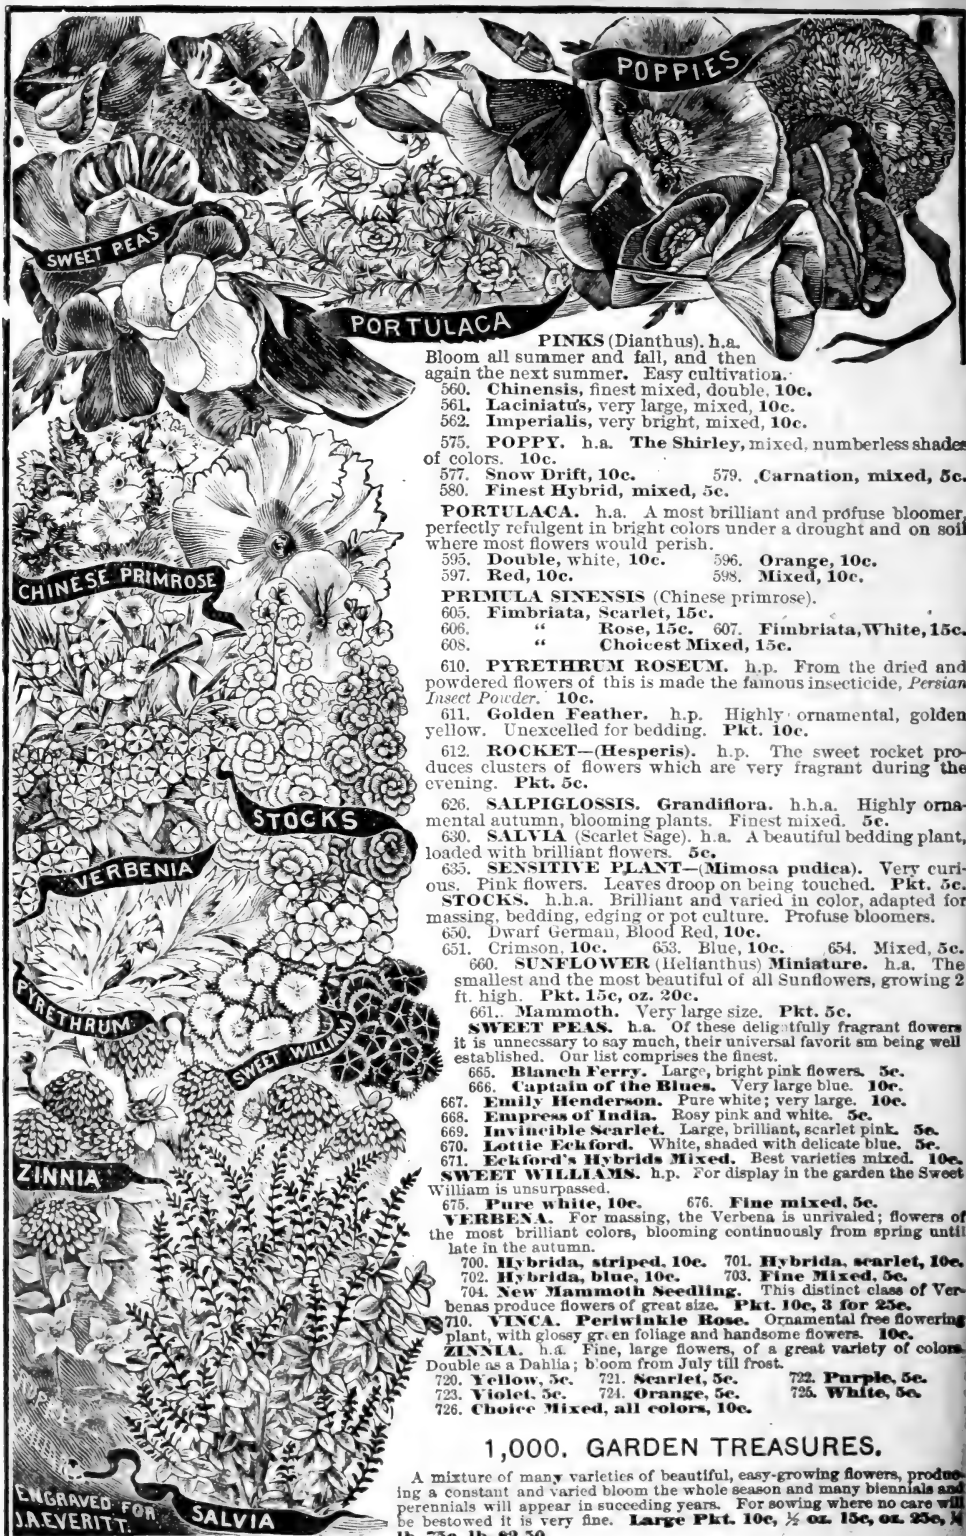 POPPIES
SWEET PEAS
PORTULACA
CHINESE PRIMROSE
STOCKS
VERBENIA
PYRETHRUM
SWEET WILLIAM
ZINNIA
SALVIA
ENGRAVED FOR
J.A. EVERITT.
PINKS (Dianthus). h.a.
Bloom all summer and fall, and then
again the next summer. Easy cultivation.
560. Chinensis, finest mixed, double, 10c.
561. Laciniatus, very large, mixed, 10c.
562. Imperialis, very bright, mixed, 10c.
575. POPPY. h.a. The Shirley, mixed, numberless shades
of colors. 10c.
577. Snow Drift, 10c. 579. Carnation, mixed, 5c.
580. Finest Hybrid, mixed, 5c.
PORTULACA. h.a. A most brilliant and profuse bloomer,
perfectly refulgent in bright colors under a drought and on soil
where most flowers would perish.
595. Double, white, 10c. 596. Orange, 10c.
597. Red, 10c. 598. Mixed, 10c.
PRIMULA SINENSIS (Chinese primrose).
605. Fimbriata, Scarlet, 15c.
606. “ Rose, 15c. 607. Fimbriata, White, 15c.
608. “ Choicest Mixed, 15c.
610. PYRETHRUM ROSEUM. h.p. From the dried and
powdered flowers of this is made the famous insecticide, Persian
Insect Powder. 10c.
611. Golden Feather. h.p. Highly ornamental, golden
yellow. Unexcelled for bedding. Pkt. 10c.
612. ROCKET—(Hesperis). h.p. The sweet rocket pro-
duces clusters of flowers which are very fragrant during the
evening. Pkt. 5c.
626. SALPIGLOSSIS. Grandiflora. h.h.a. Highly orna-
mental autumn, blooming plants. Finest mixed. 5c.
630. SALVIA (Scarlet Sage). h.a. A beautiful bedding plant,
loaded with brilliant flowers. 5c.
635. SENSITIVE PLANT—(Mimosa pudica). Very curi-
ous. Pink flowers. Leaves droop on being touched. Pkt. 5c.
STOCKS. h.h.a. Brilliant and varied in color, adapted for
massing, bedding, edging or pot culture. Profuse bloomers.
650. Dwarf German, Blood Red, 10c.
651. Crimson, 10c. 653. Blue, 10c. 654. Mixed, 5c.
660. SUNFLOWER (Helianthus) Miniature. h.a. The
smallest and the most beautiful of all Sunflowers, growing 2
ft. high. Pkt. 15c, oz. 20c.
661. Mammoth. Very large size. Pkt. 5c.
SWEET PEAS. h.a. Of these delightfully fragrant flowers
it is unnecssary to say much, their universal favorit sm being well
established. Our list comprises the finest.
665. Blanch Ferry. Large, bright pink flowers. 5c.
666. Captain of the Blues. Very large blue. 10c.
667. Emily Henderson. Pure white; very large. 10c.
668. Empress of India. Rosy pink and white. 5c.
669. Invincible Scarlet. Large, brilliant, scarlet pink. 5c.
670. Lottie Eckford. White, shaded with delicate blue. 5c.
671. Eckford's Hybrids Mixed. Best varieties mixed. 10c.
SWEET WILLIAMS. h.p. For display in the garden the Sweet
William is unsurpassed.
675. Pure white, 10c. 676. Fine mixed, 5c.
VERBENA. For massing, the Verbena is unrivaled; flowers of
the most brilliant colors, blooming continuously from spring until
late in the autumn.
700. Hybrida, striped, 10c. 701. Hybrida, scarlet, 10c.
702. Hybrida, blue, 10c. 703. Fine Mixed, 5c.
704. New Mammoth Seedling. This distinct class of Ver-
benas produce flowers of great size. Pkt. 10c, 3 for 25c.
710. VINCA. Periwinkle Rose. Ornamental free flowering
plant, with glossy green foliage and handsome flowers. 10c.
ZINNIA. h.a. Fine, large flowers, of a great variety of colors.
Double as a Dahlia; bloom from July till frost.
720. Yellow, 5c. 721. Scarlet, 5c. 722. Purple, 5c.
723. Violet, 5c. 724. Orange, 5c. 725. White, 5c.
726. Choice Mixed, all colors, 10c.
1,000. GARDEN TREASURES.
A mixture of many varieties of beautiful, easy-growing flowers, produc-
ing a constant and varied bloom the whole season and many biennials and
perennials will appear in succeding years. For sowing where no care will
be bestowed it is very fine. Large Pkt. 10c, ½ oz. 15c, oz. 25c, ¼